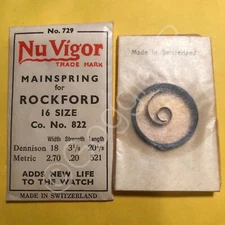 No. 729
Nu Vigor
TRADE MARK
MAINSPRING
for
ROCKFORD
16 SIZE
Co. No. 822
Width Strength Length
Dennison 18 3½ 20½
Metric 2.70 .20 521
ADDS NEW LIFE
TO THE WATCH
MADE IN SWITZERLAND.
Made in Switzerland